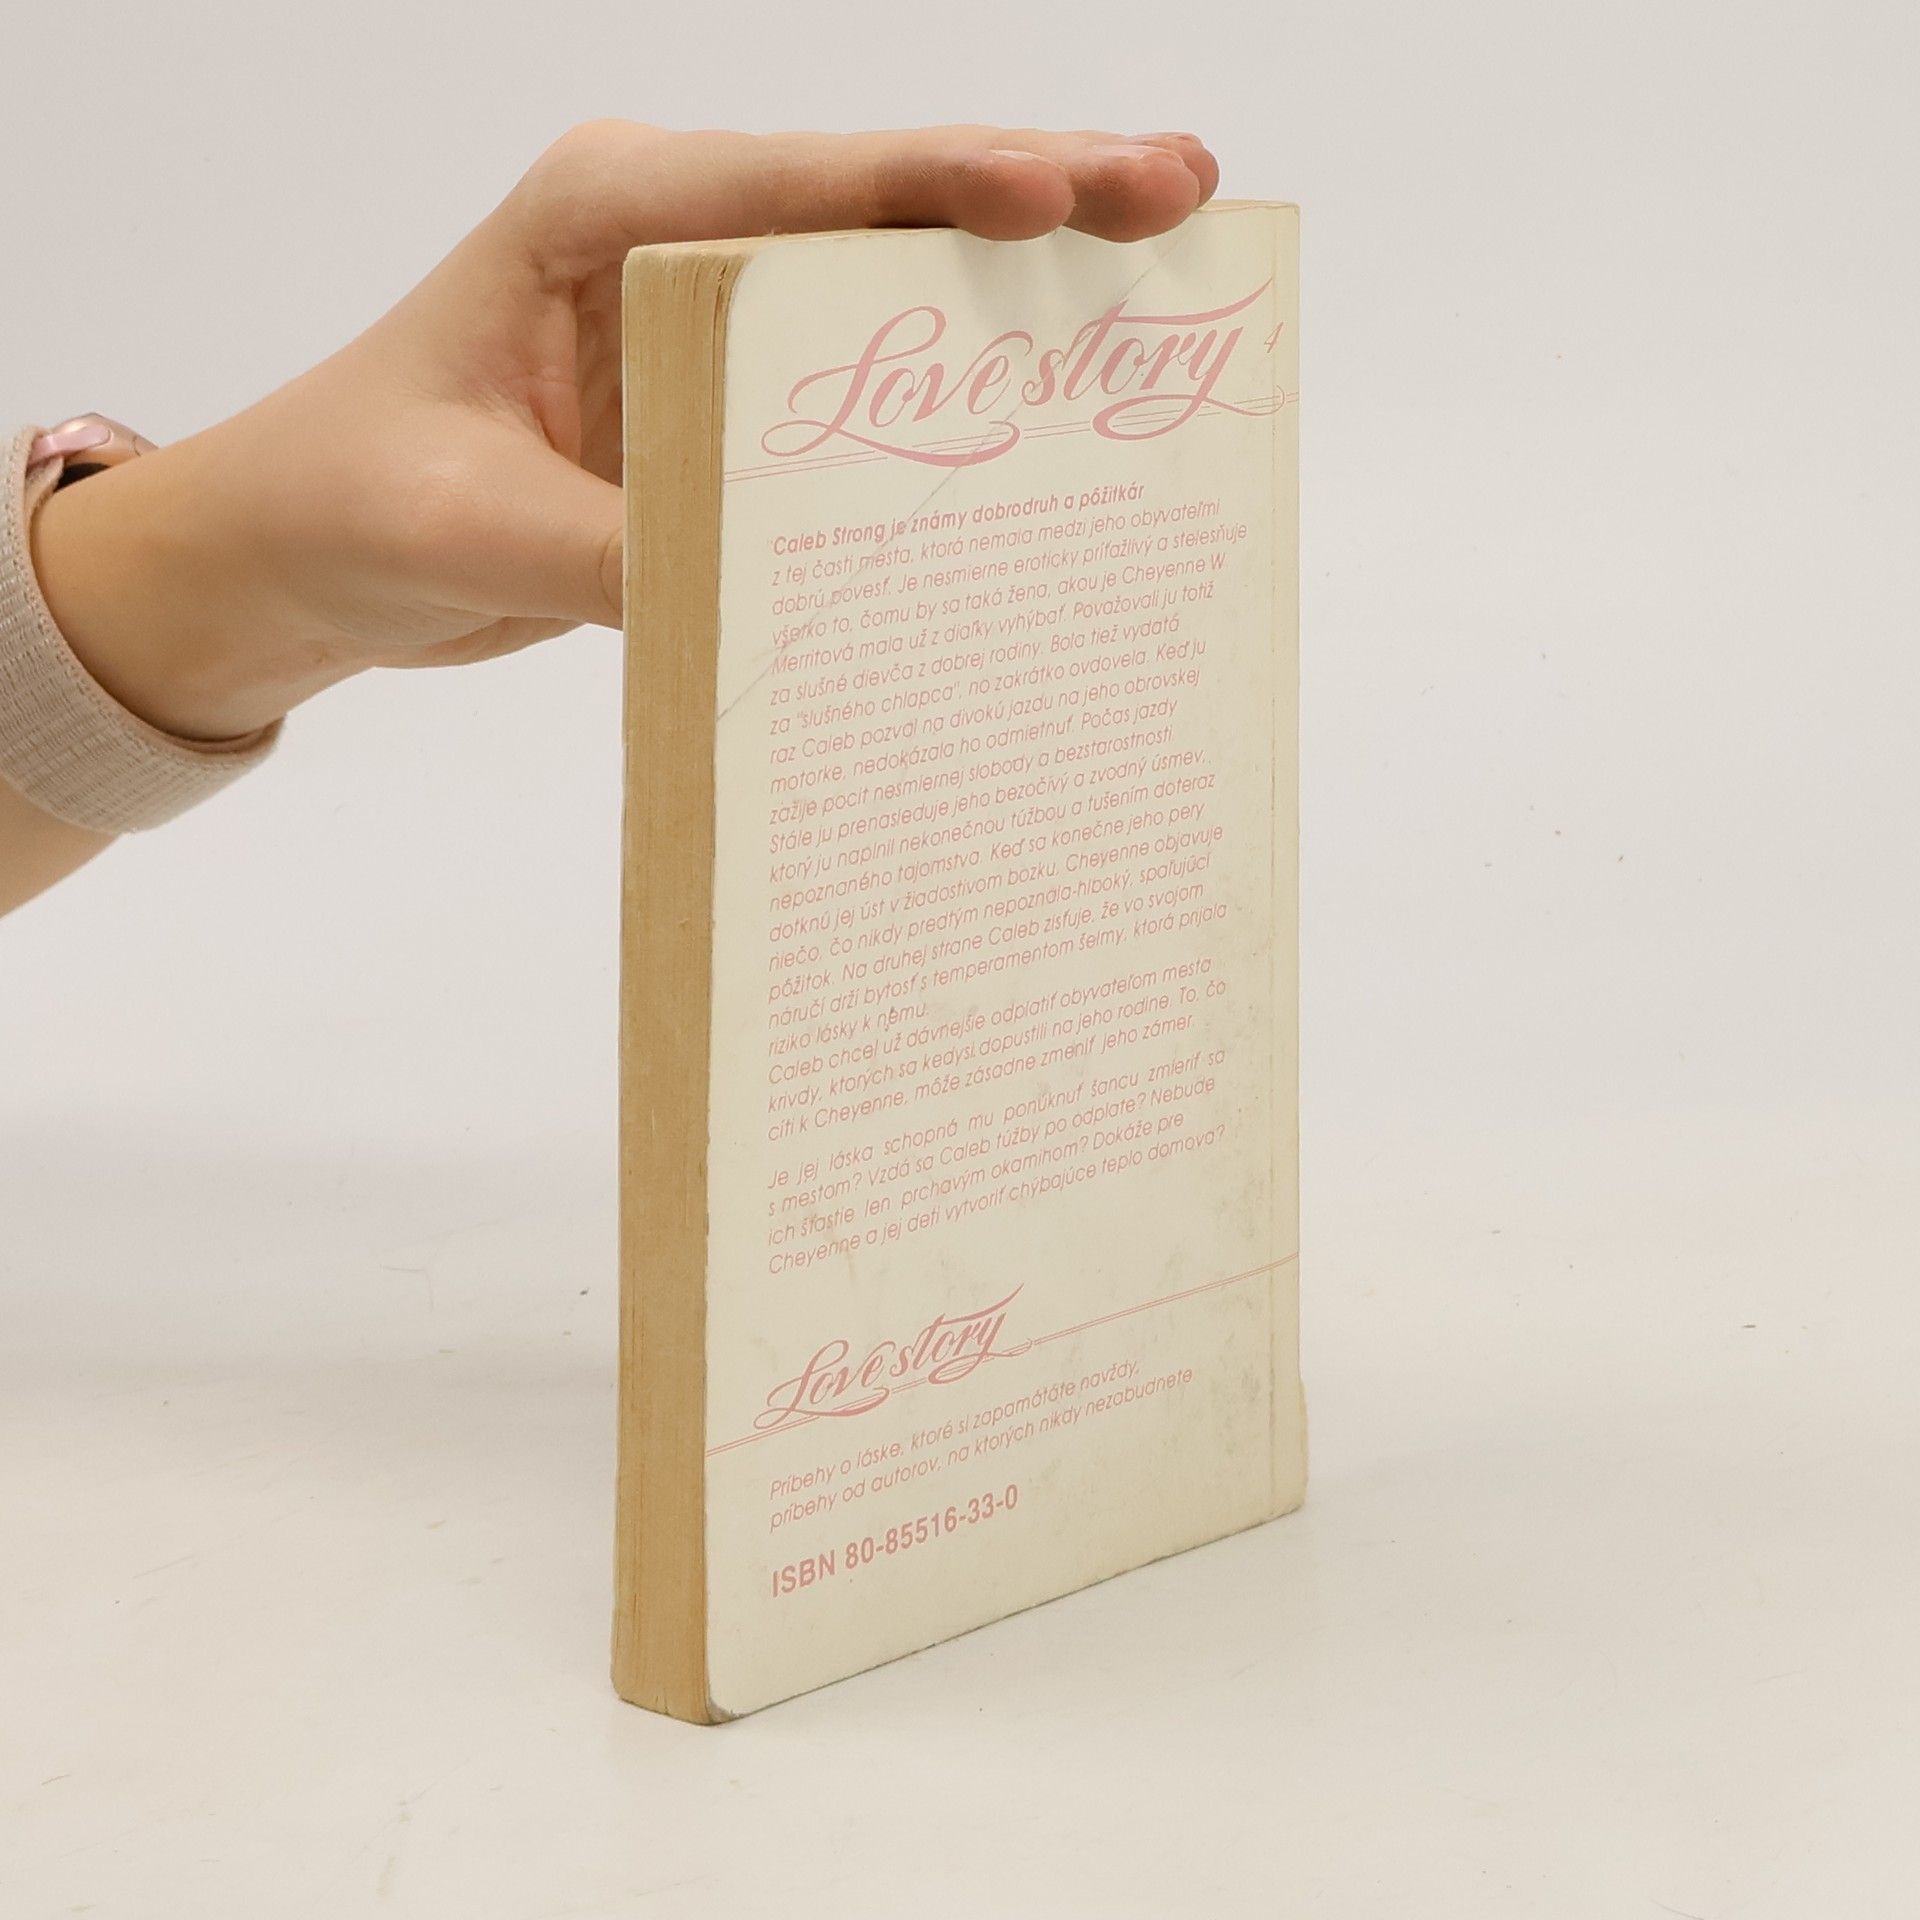 Love story 4
"Caleb Strong je známy dobrodruh a pôžitkár
z tej časti mesta, ktorá nemala medzi jeho obyvateľmi
dobrú povesť. Je nesmierne eroticky príťažlivý a stelesňuje
všetko to, čomu by sa taká žena, akou je Cheyenne W.
Merritová mala už z diaľky vyhýbať. Považovali ju totiž
za slušné dievča z dobrej rodiny. Bola tiež vydatá
za "slušného chlapca", no zakrátko ovdovela. Keď ju
raz Caleb pozval na divokú jazdu na jeho obrovskej
motorke, nedokázala ho odmietnuť. Počas jazdy
zažije pocit nesmiernej slobody a bezstarostnosti.
Stále ju prenasleduje jeho bezočivý a zvodný úsmev,
ktorý ju naplnil nekonečnou túžbou a tušením doteraz
nepoznaného tajomstva. Keď sa konečne jeho pery
dotknú jej úst v žiadostivom bozku, Cheyenne objavuje
niečo, čo nikdy predtým nepoznala-hlboký, spaľujúci
pôžitok. Na druhej strane Caleb zisťuje, že vo svojom
náručí drží bytosť s temperamentom šelmy, ktorá prijala
riziko lásky k nemu.
Caleb chcel už dávnejšie odplatiť obyvateľom mesta
krivdy, ktorých sa kedysi dopustili na jeho rodine. To, čo
cíti k Cheyenne, môže zásadne zmeniť jeho zámer.
Je jej láska schopná mu ponúknuť šancu zmieriť sa
s mestom? Vzdá sa Caleb túžby po odplate? Nebude
ich šťastie len prchavým okamihom? Dokáže pre
Cheyenne a jej deti vytvoriť chýbajúce teplo domova?
Love story
Príbehy o láske, ktoré si zapamätáte navždy,
príbehy od autorov, na ktorých nikdy nezabudnete
ISBN 80-85516-33-0